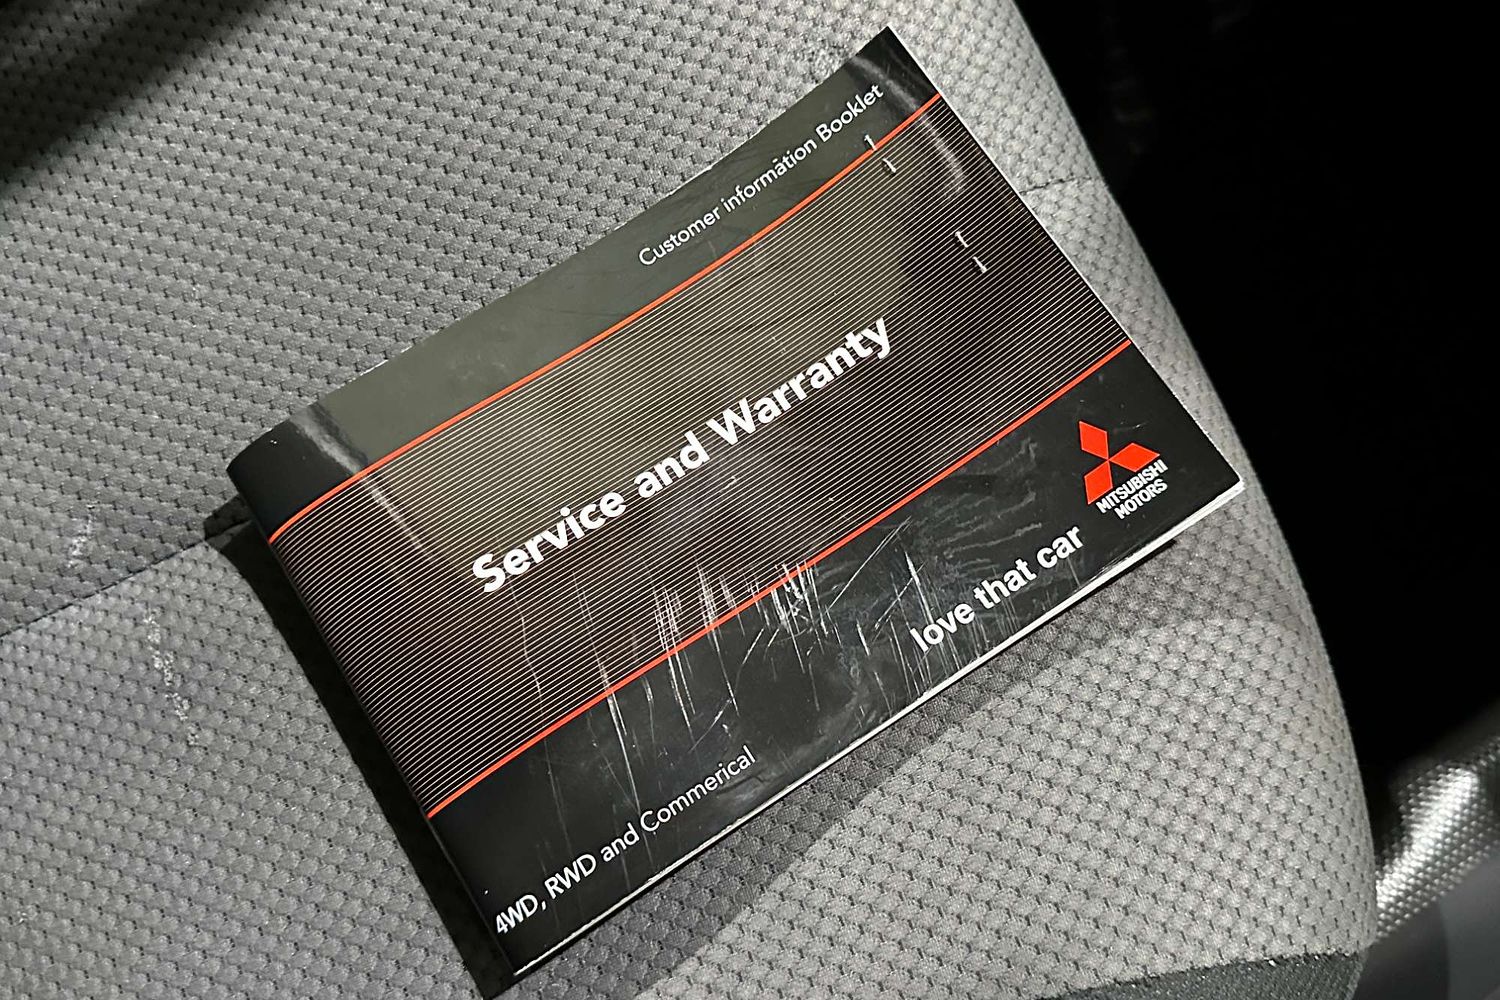 Customer information Booklet
Service and Warranty
MITSUBISHI
MOTORS
love that car
4WD, RWD and Commerical